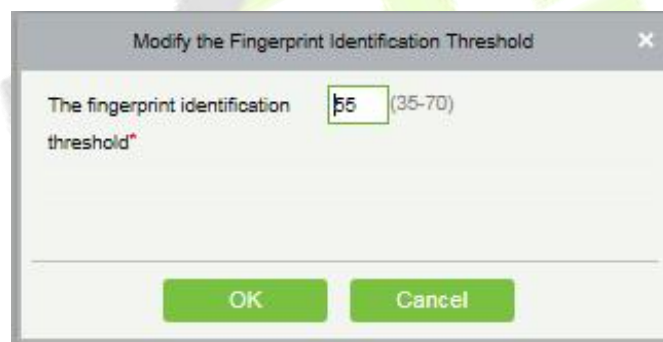 Modify the Fingerprint Identification Threshold
The fingerprint identification 55 (35-70)
threshold*
OK Cancel